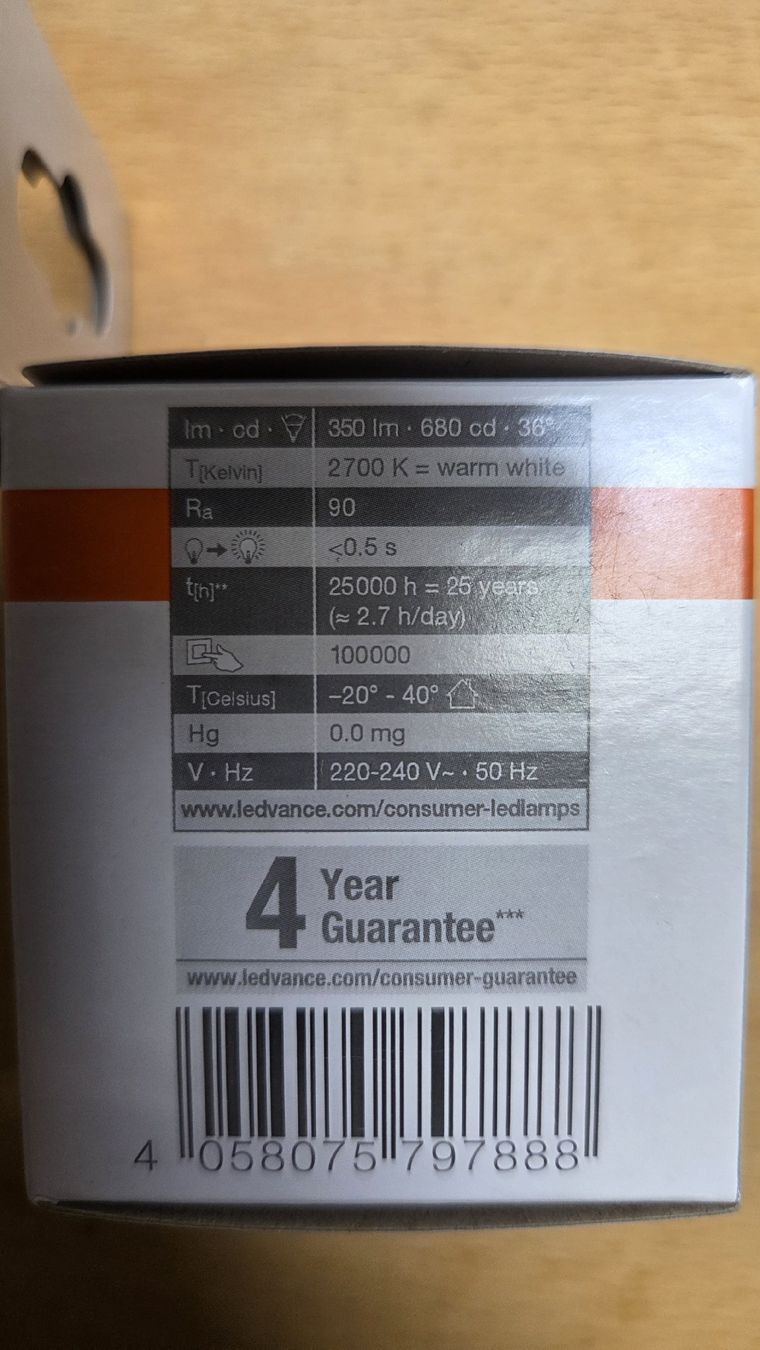 lm · cd · 350 lm · 680 cd · 36°
T[Kelvin] 2700 K = warm white
Ra 90
<0.5 s
t[h]** 25000 h = 25 years
(≈ 2.7 h/day)
100000
T[Celsius] –20° - 40°
Hg 0.0 mg
V · Hz 220-240 V~ · 50 Hz
www.ledvance.com/consumer-ledlamps
4 Year
Guarantee***
www.ledvance.com/consumer-guarantee
4 058075 797888